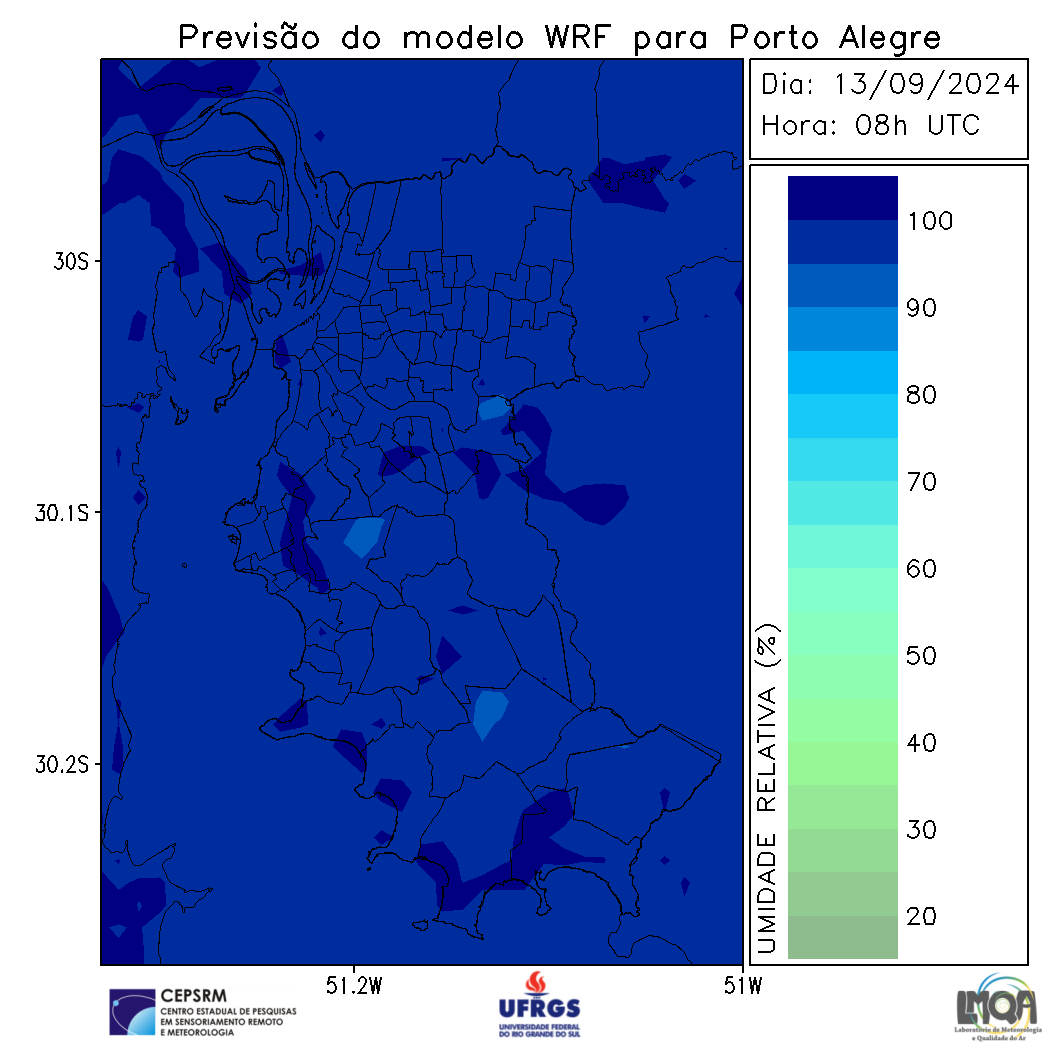 Previsão do modelo WRF para Porto Alegre
Dia: 13/09/2024
Hora: 08h UTC
100
90
80
70
60
50
40
30
20
UMIDADE RELATIVA (%)
30S
30.1S
30.2S
51.2W
51W
CEPSRM
CENTRO ESTADUAL DE PESQUISAS
EM SENSORIAMENTO REMOTO
E METEOROLOGIA
UFRGS
UNIVERSIDADE FEDERAL
DO RIO GRANDE DO SUL
LMQA
Laboratório de Meteorologia
e Qualidade do Ar